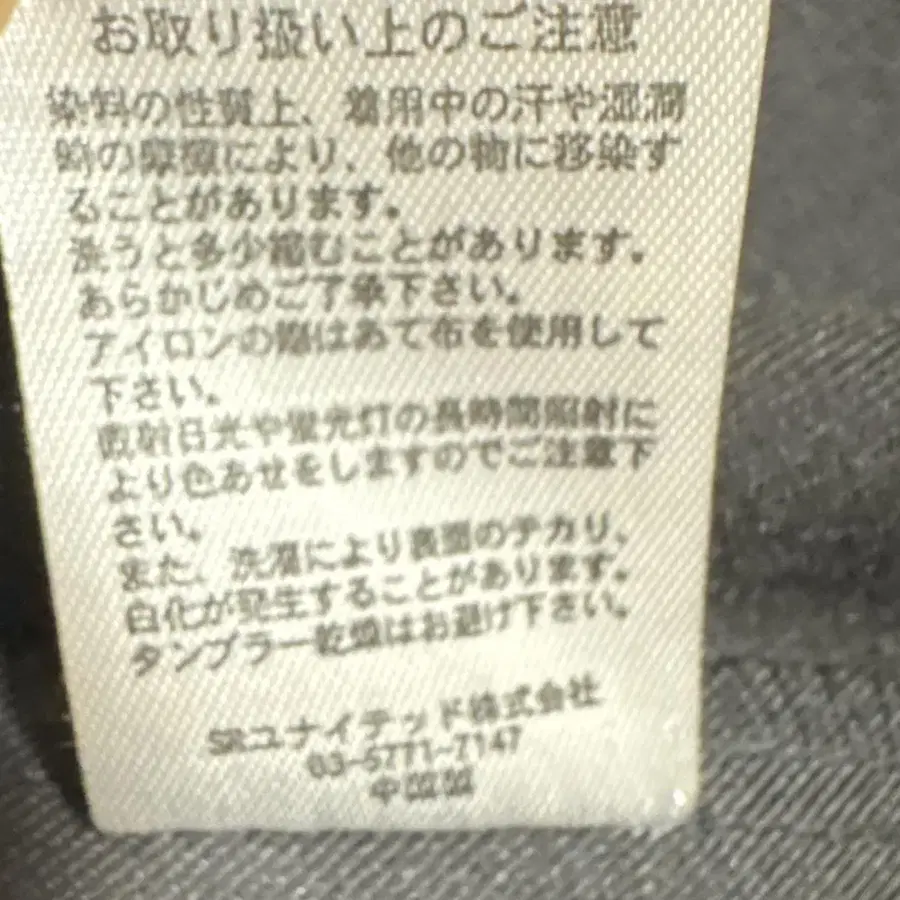 お取り扱い上のご注意
染料の性質上、着用中の汗や湿潤
時の摩擦により、他の物に移染す
ることがあります。
洗うと多少縮むことがあります。
あらかじめご了承下さい。
アイロンの際はあて布を使用して
下さい。
直射日光や蛍光灯の長時間照射に
より色あせをしますのでご注意下
さい。
また、洗濯により表面のテカリ、
白化が発生することがあります。
タンブラー乾燥はお避け下さい。
SRユナイテッド株式会社
03-5771-7147
中国製